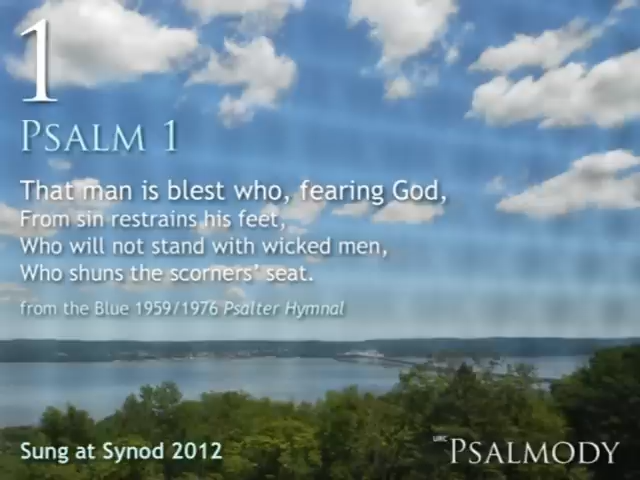 1
PSALM 1
That man is blest who, fearing God,
From sin restrains his feet,
Who will not stand with wicked men,
Who shuns the scorners' seat.
from the Blue 1959/1976 Psalter Hymnal
Sung at Synod 2012
URC PSALMODY